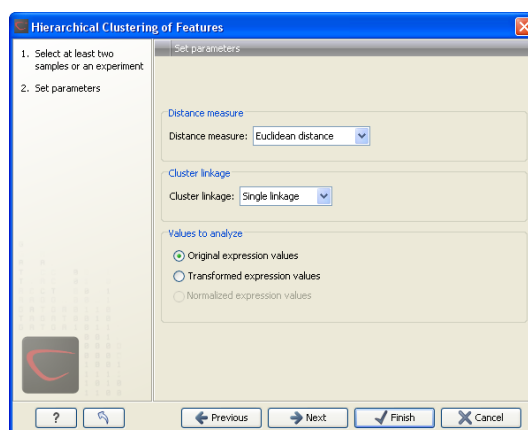 Hierarchical Clustering of Features
1. Select at least two
samples or an experiment
2. Set parameters
Set parameters
Distance measure
Distance measure: Euclidean distance
Cluster linkage
Cluster linkage: Single linkage
Values to analyze
Original expression values
Transformed expression values
Normalized expression values
? Previous Next Finish Cancel